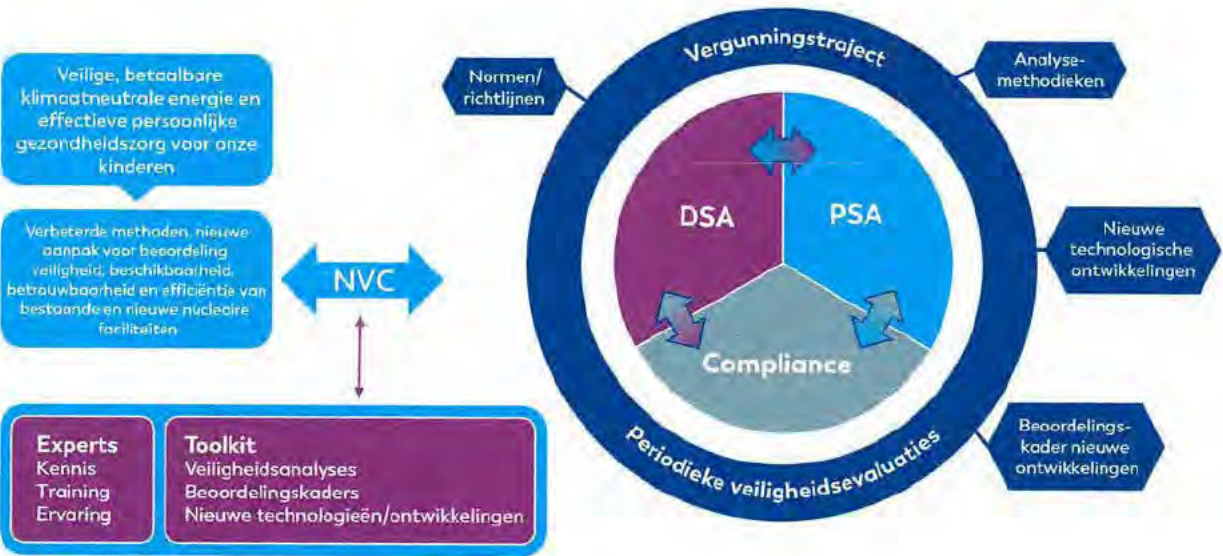 Veilige, betaalbare
klimaatneutrale energie en
effectieve persoonlijke
gezondheidszorg voor onze
kinderen
Verbeterde methoden, nieuwe
aanpak voor beoordeling
veiligheid, beschikbaarheid,
betrouwbaarheid en efficiëntie van
bestaande en nieuwe nucleaire
faciliteiten
NVC
Experts
Kennis
Training
Ervaring
Toolkit
Veiligheidsanalyses
Beoordelingskaders
Nieuwe technologieën/ontwikkelingen
Vergunningstraject
Normen/
richtlijnen
Analyse-
methodieken
DSA
PSA
Compliance
Nieuwe
technologische
ontwikkelingen
Periodieke veiligheidsevaluaties
Beoordelings-
kader nieuwe
ontwikkelingen